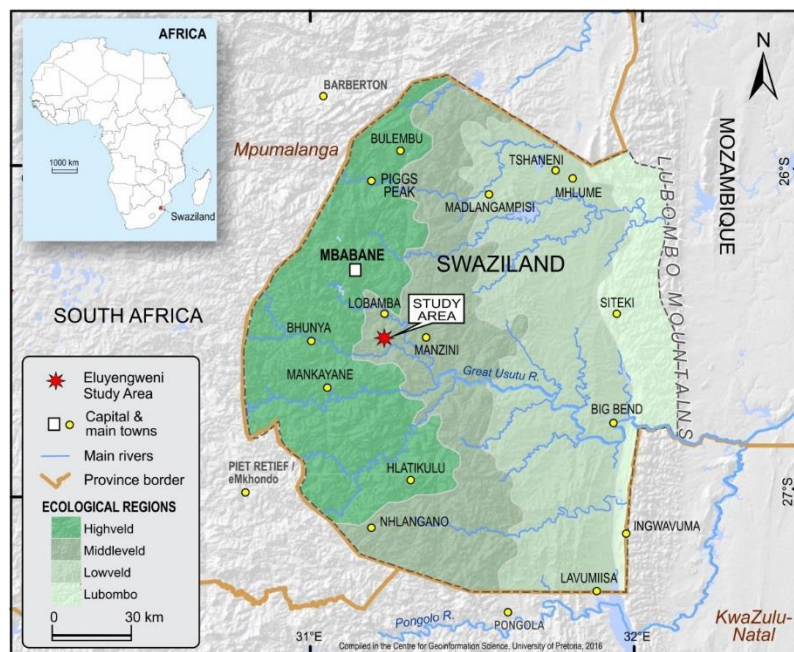 AFRICA
1000 km
Swaziland
N
BARBERTON
Mpumalanga
BULEMBU
PIGGS
PEAK
TSHANENI
MHLUME
MADLANGAMPISI
26°S
MOZAMBIQUE
LUBOMBO MOUNTAINS
MBABANE
SWAZILAND
SOUTH AFRICA
LOBAMBA
STUDY
AREA
SITEKI
BHUNYA
MANZINI
MANKAYANE
Great Usutu R.
BIG BEND
PIET RETIEF /
eMkhondo
HLATIKULU
27°S
NHLANGANO
INGWAVUMA
LAVUMIISA
Pongolo R.
PONGOLA
KwaZulu-
Natal
31°E
32°E
Eluyengweni
Study Area
Capital &
main towns
Main rivers
Province border
ECOLOGICAL REGIONS
Highveld
Middleveld
Lowveld
Lubombo
0 30 km
Compiled in the Centre for Geoinformation Science, University of Pretoria, 2016